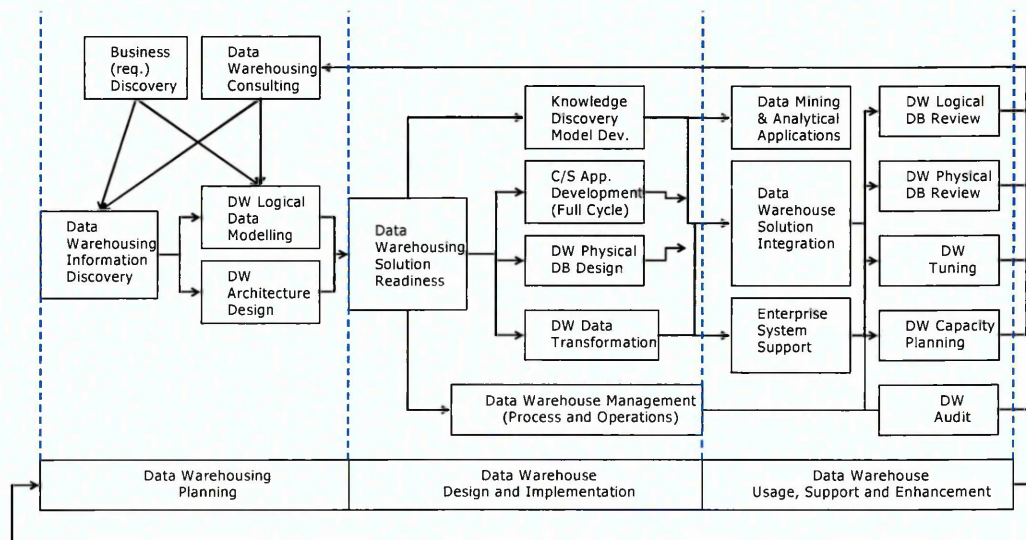 Business
(req.)
Discovery
Data
Warehousing
Consulting
Data
Warehousing
Information
Discovery
DW Logical
Data
Modelling
DW
Architecture
Design
Data
Warehousing
Solution
Readiness
Knowledge
Discovery
Model Dev.
C/S App.
Development
(Full Cycle)
DW Physical
DB Design
DW Data
Transformation
Data Warehouse Management
(Process and Operations)
Data Mining
& Analytical
Applications
Data
Warehouse
Solution
Integration
Enterprise
System
Support
DW Logical
DB Review
DW Physical
DB Review
DW
Tuning
DW Capacity
Planning
DW
Audit
Data Warehousing
Planning
Data Warehouse
Design and Implementation
Data Warehouse
Usage, Support and Enhancement